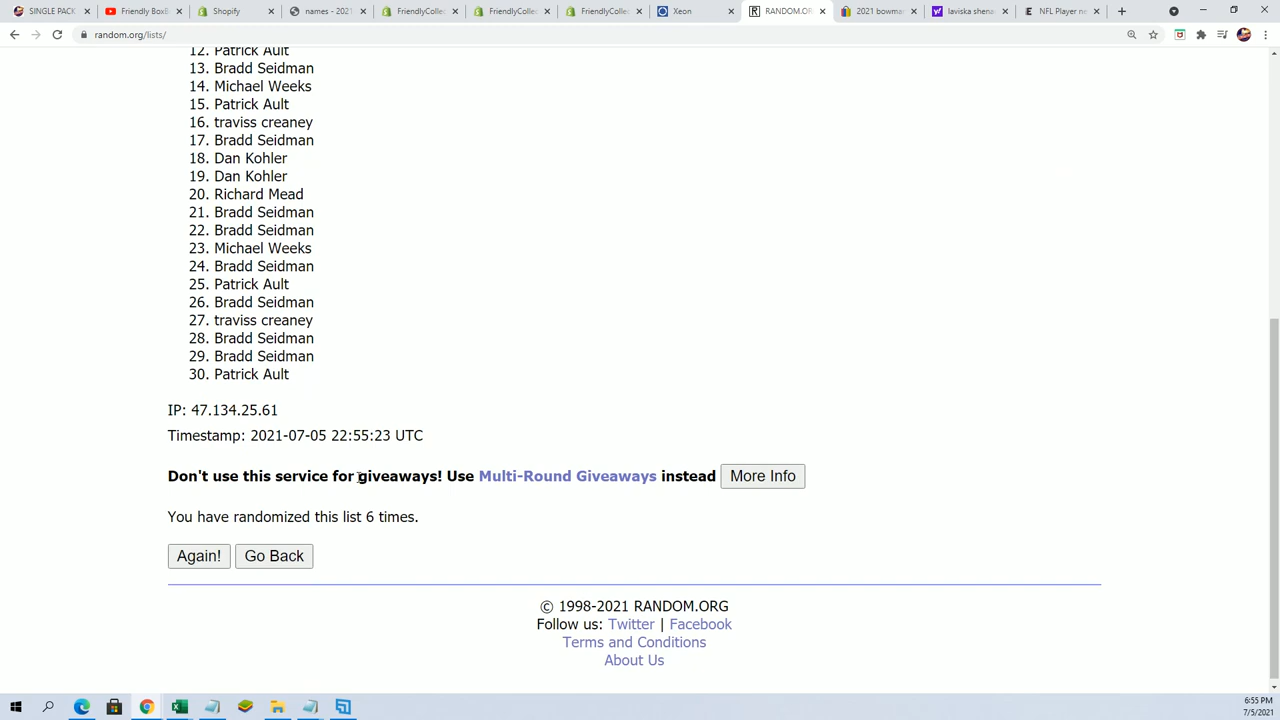 SINGLE PACK
Friendly Box
Shopify
names - 2021
FriendlyColle
FriendlyColle
FriendlyColle
Xeon
RANDOM.OR
2021 bowman
laviska shena
NFL Player ne
random.org/lists/
12. Patrick Ault
13. Bradd Seidman
14. Michael Weeks
15. Patrick Ault
16. traviss creaney
17. Bradd Seidman
18. Dan Kohler
19. Dan Kohler
20. Richard Mead
21. Bradd Seidman
22. Bradd Seidman
23. Michael Weeks
24. Bradd Seidman
25. Patrick Ault
26. Bradd Seidman
27. traviss creaney
28. Bradd Seidman
29. Bradd Seidman
30. Patrick Ault
IP: 47.134.25.61
Timestamp: 2021-07-05 22:55:23 UTC
Don't use this service for giveaways! Use Multi-Round Giveaways instead More Info
You have randomized this list 6 times.
Again! Go Back
© 1998-2021 RANDOM.ORG
Follow us: Twitter | Facebook
Terms and Conditions
About Us
6:55 PM
7/5/2021